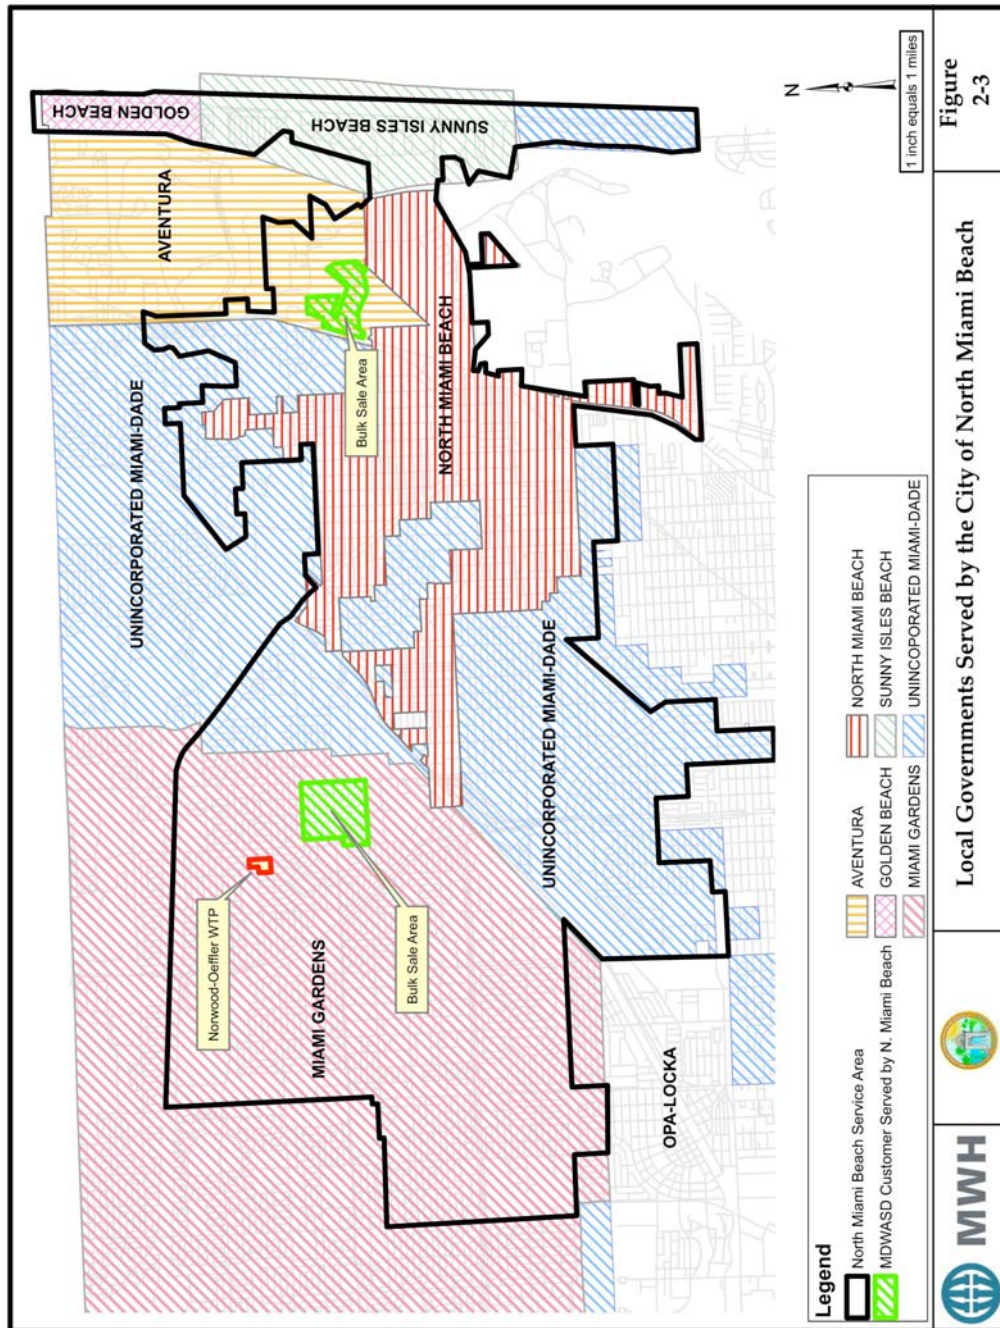 GOLDEN BEACH
SUNNY ISLES BEACH
AVENTURA
UNINCORPORATED MIAMI-DADE
Bulk Sale Area
NORTH MIAMI BEACH
Norwood-Oeffler WTP
Bulk Sale Area
MIAMI GARDENS
UNINCORPORATED MIAMI-DADE
OPA-LOCKA
N
1 inch equals 1 miles
Legend
North Miami Beach Service Area
MDWASD Customer Served by N. Miami Beach
AVENTURA
GOLDEN BEACH
MIAMI GARDENS
NORTH MIAMI BEACH
SUNNY ISLES BEACH
UNINCOPORATED MIAMI-DADE
MWH
Local Governments Served by the City of North Miami Beach
Figure
2-3